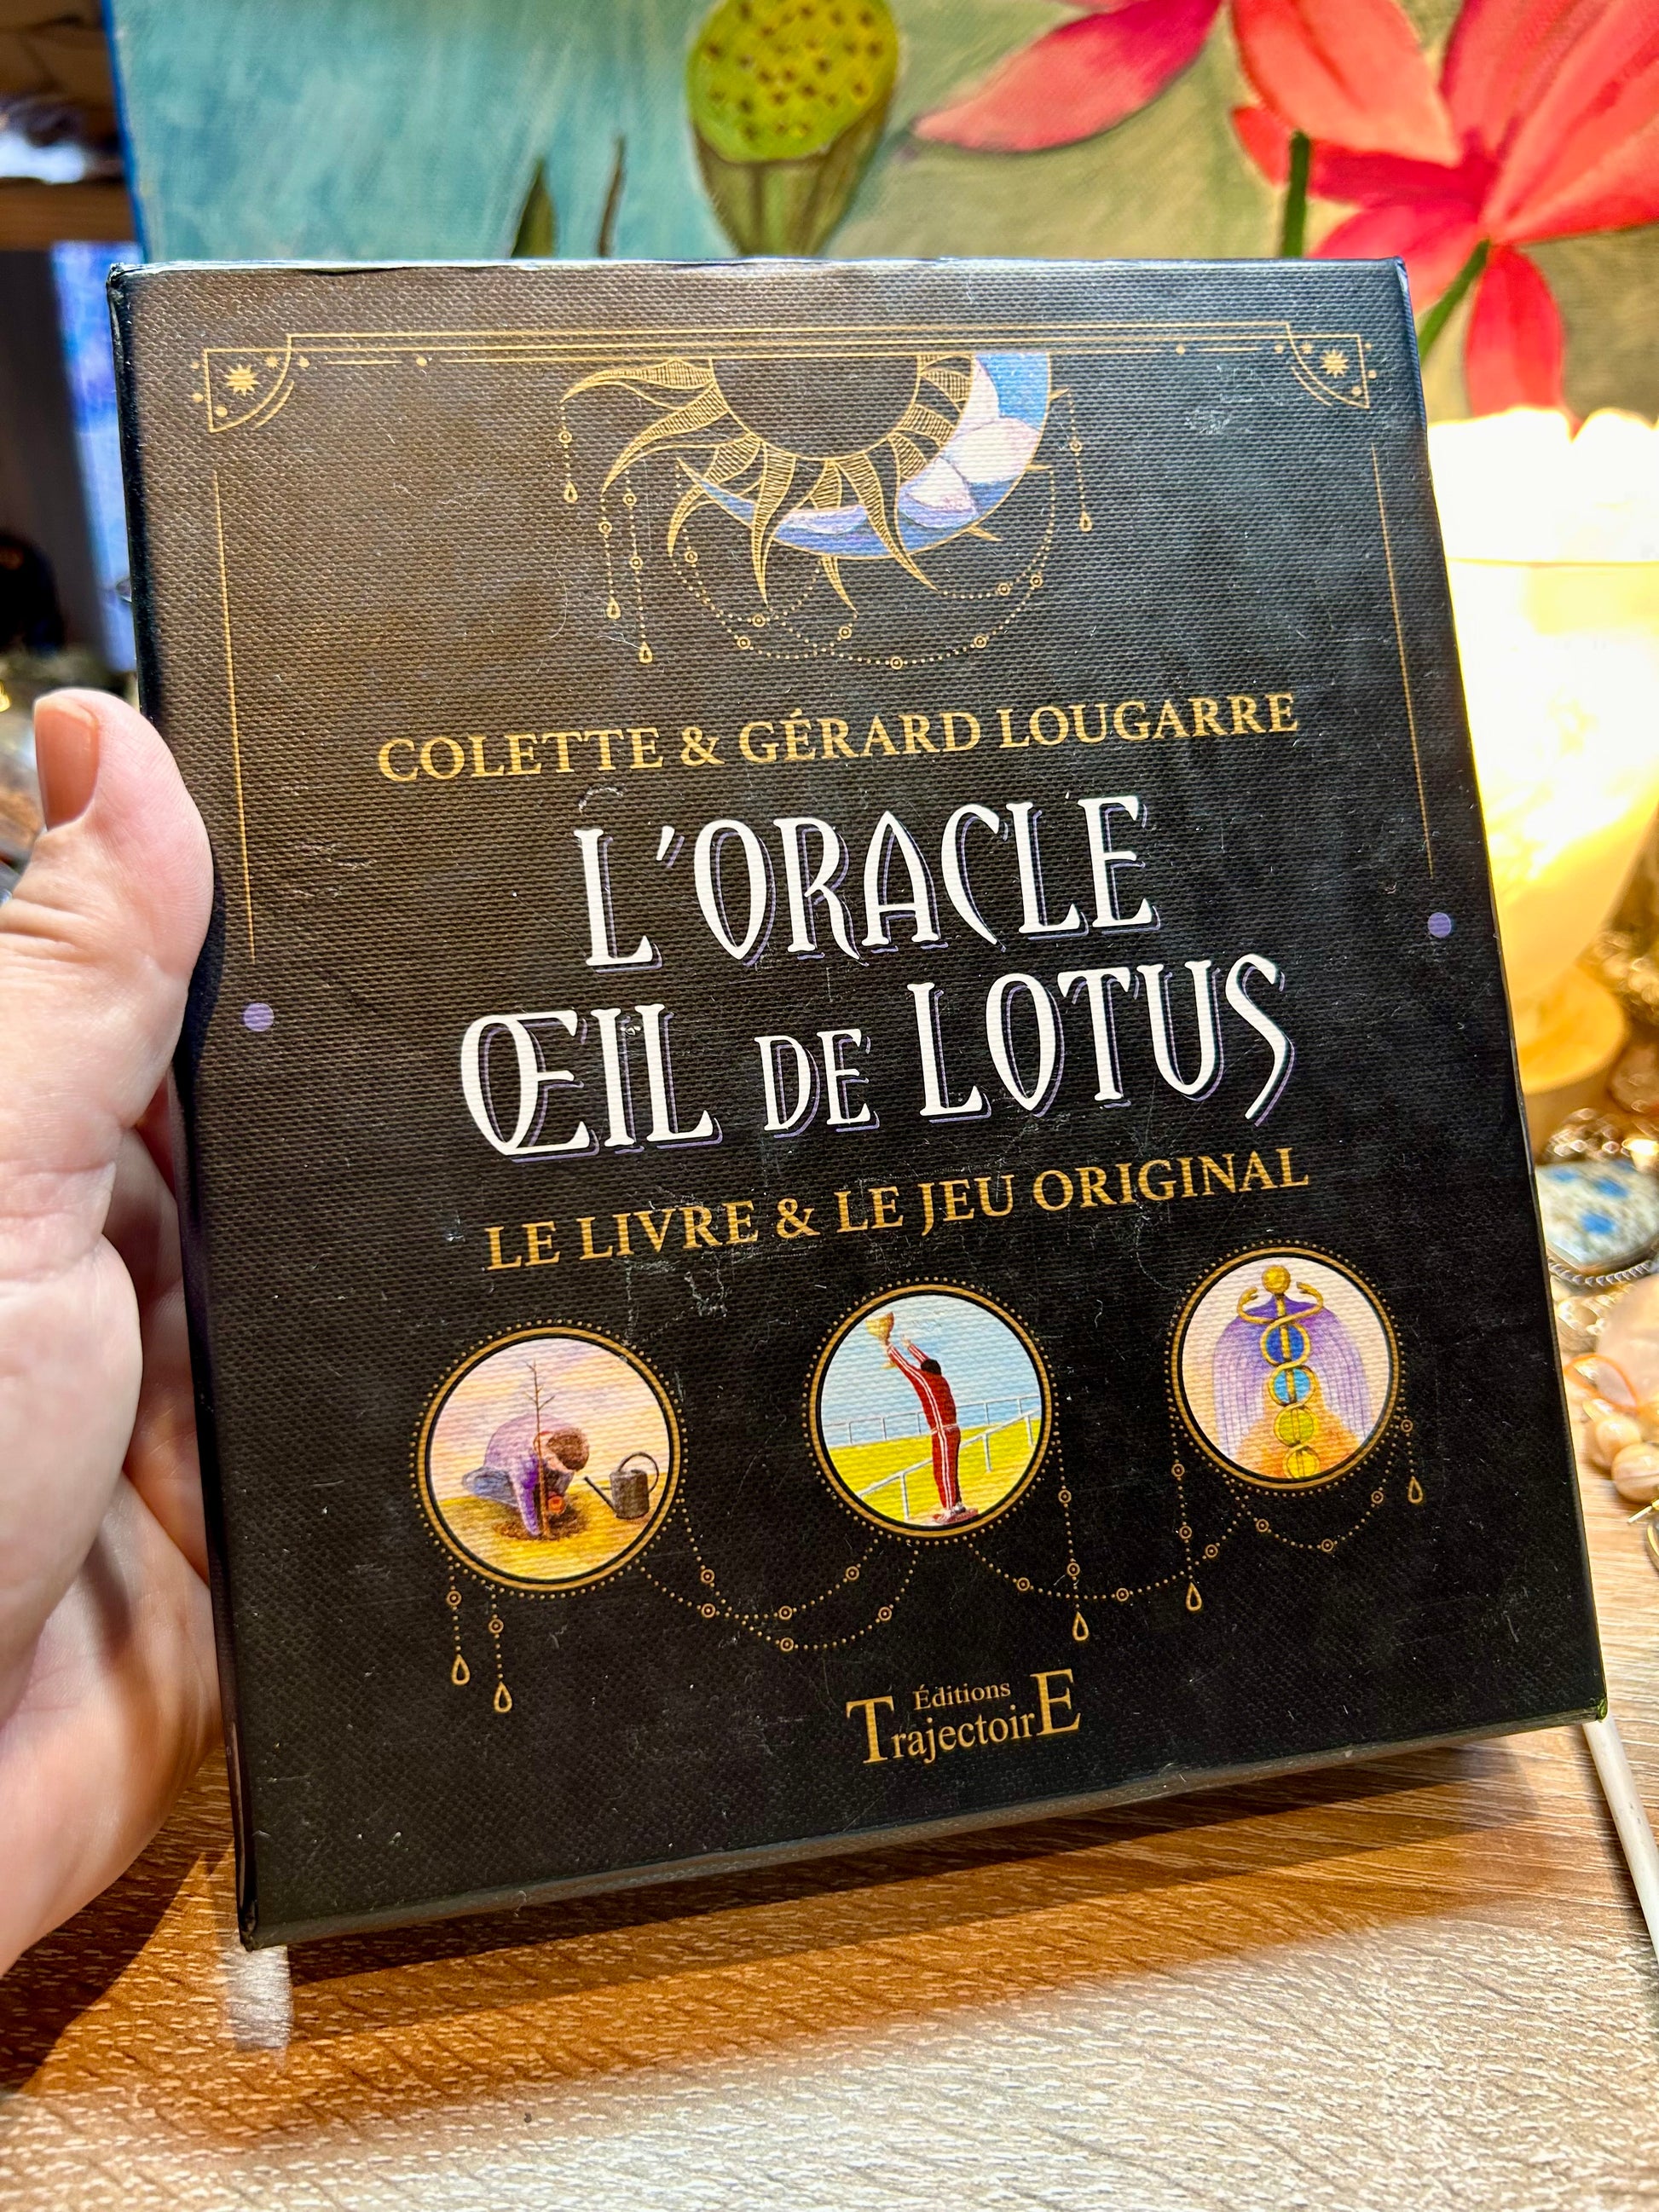 COLETTE & GÉRARD LOUGARRE
L'ORACLE
ŒIL DE LOTUS
LE LIVRE & LE JEU ORIGINAL
Éditions
TrajectoirE